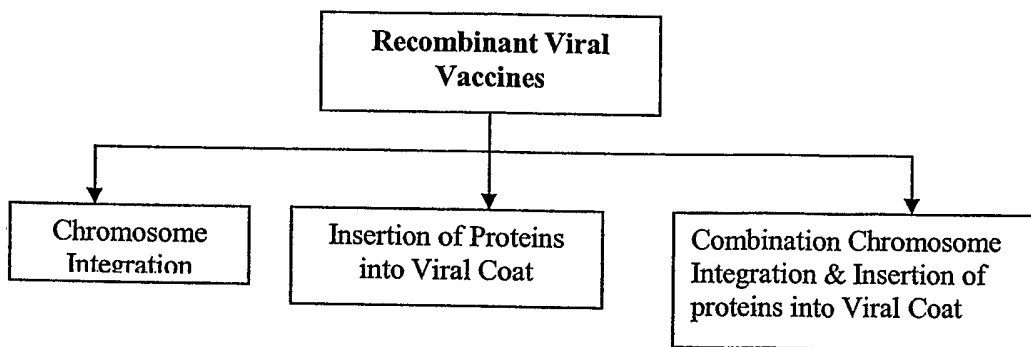 Recombinant Viral
Vaccines
Chromosome
Integration
Insertion of Proteins
into Viral Coat
Combination Chromosome
Integration & Insertion of
proteins into Viral Coat